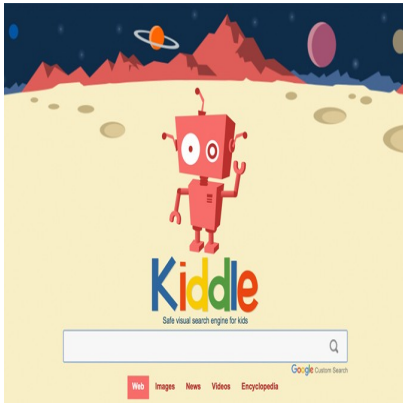 Kiddle
Safe visual search engine for kids
Google Custom Search
Web Images News Videos Encyclopedia